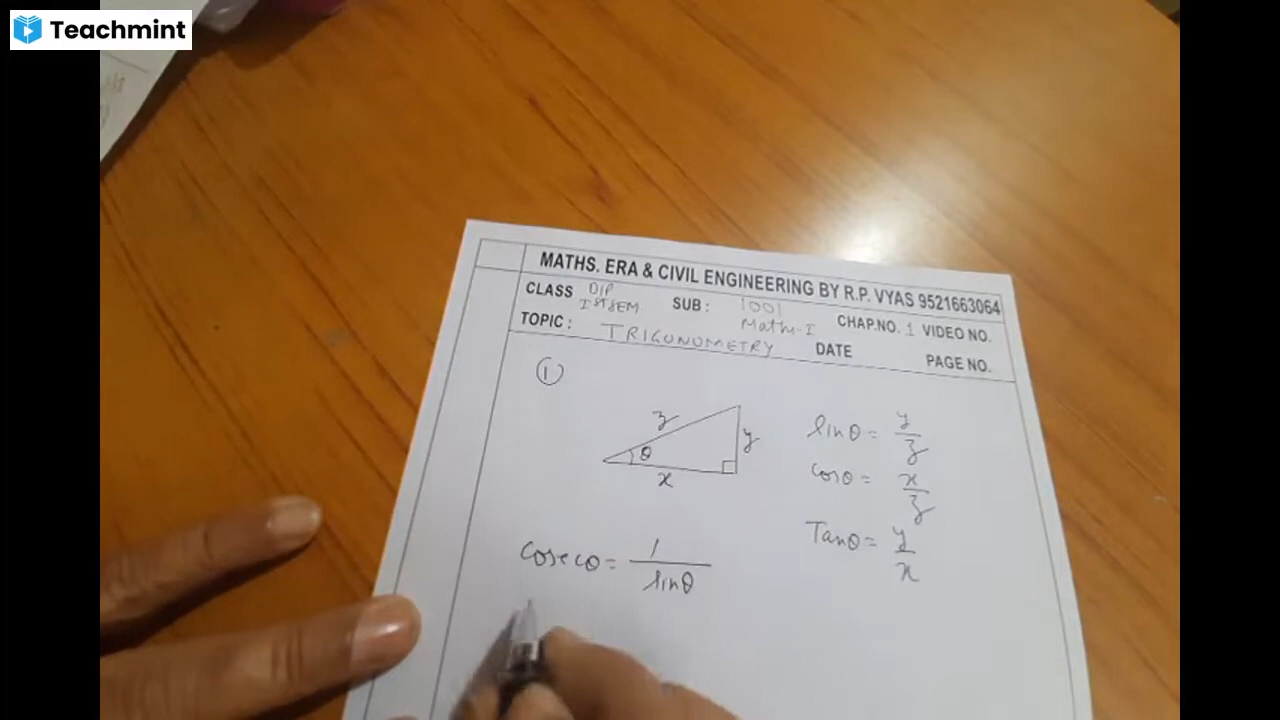 Teachmint
MATHS. ERA & CIVIL ENGINEERING BY R.P. VYAS 9521663064
CLASS DIP Ist SEM SUB : 1001 Math-I CHAP.NO. 1 VIDEO NO.
TOPIC : TRIGONOMETRY DATE PAGE NO.
①
z
y
θ
x
sinθ = y/z
cosθ = x/z
Tanθ = y/x
cosecθ = 1/sinθ